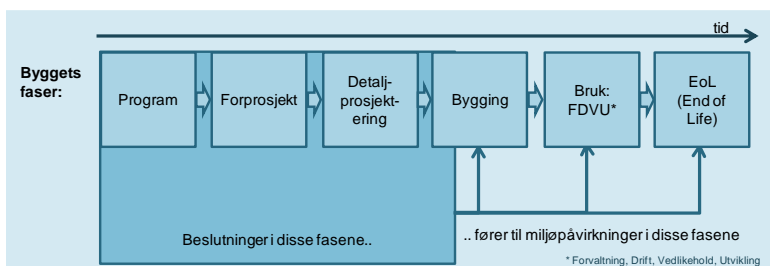 tid
Byggets
faser:
Program
Forprosjekt
Detalj-
prosjekt-
ering
Bygging
Bruk:
FDVU*
EoL
(End of
Life)
Beslutninger i disse fasene..
.. fører til miljøpåvirkninger i disse fasene
* Forvaltning, Drift, Vedlikehold, Utvikling